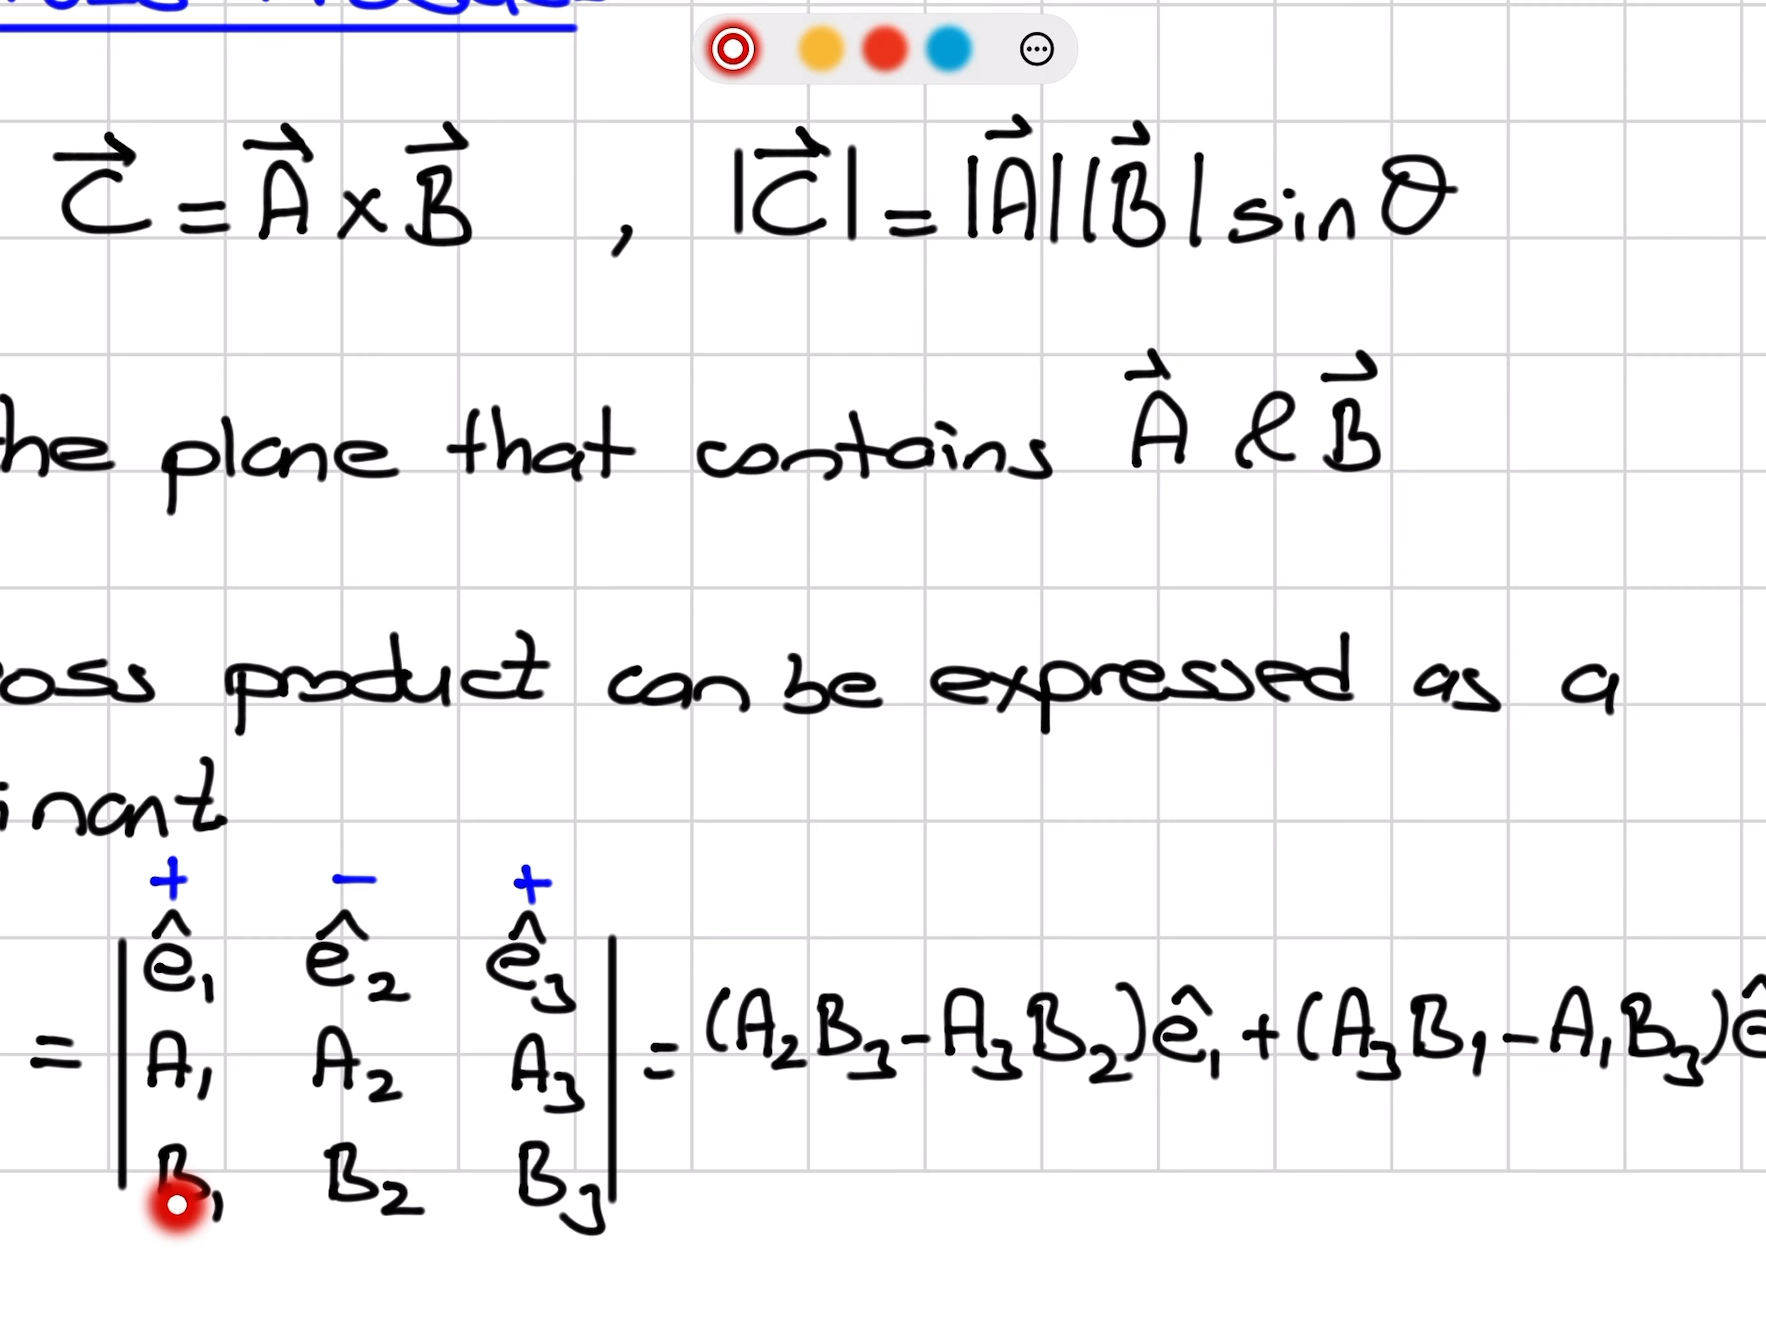 C⃗ = A⃗ × B⃗ , |C⃗| = |A⃗||B⃗| sin θ
he plane that contains A⃗ & B⃗
oss product can be expressed as a
inant
+ − +
= | ê₁ ê₂ ê₃ | = (A₂B₃ − A₃B₂) ê₁ + (A₃B₁ − A₁B₃) ê
A₁ A₂ A₃
B₁ B₂ B₃